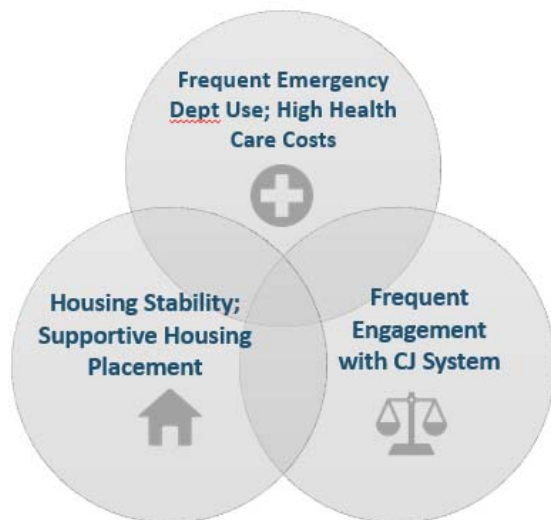 Frequent Emergency
Dept Use; High Health
Care Costs
Housing Stability;
Supportive Housing
Placement
Frequent
Engagement
with CJ System